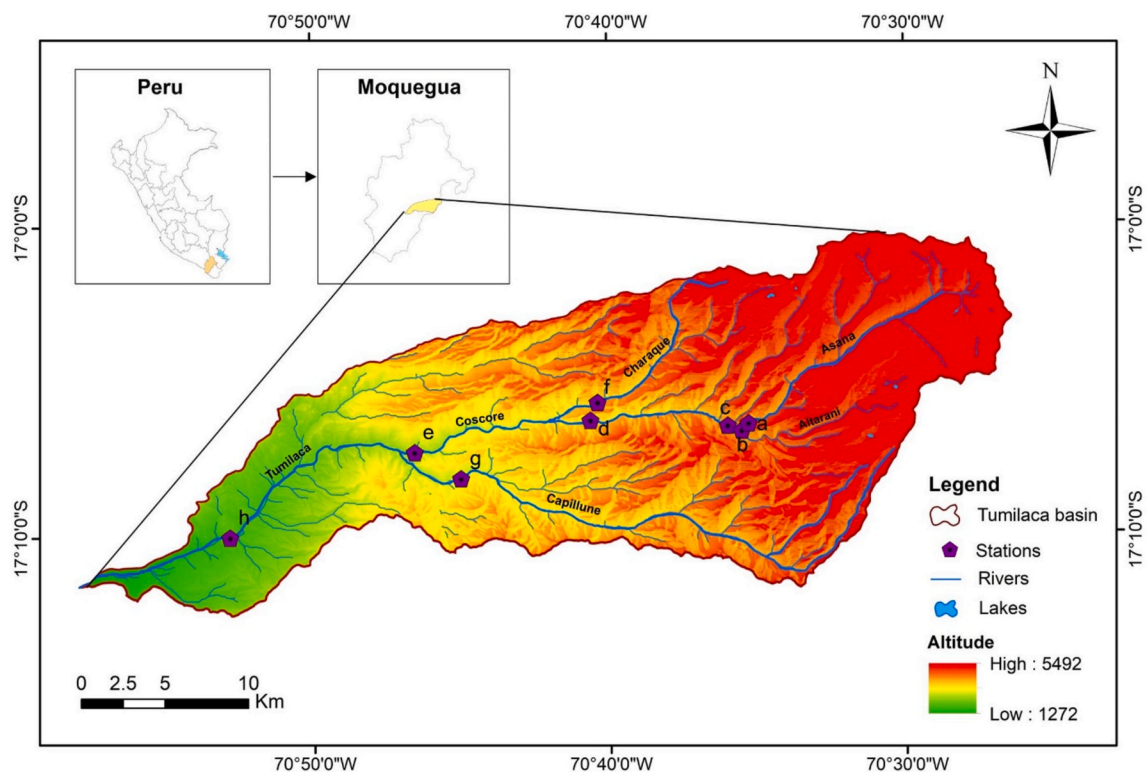 70°50'0"W
70°40'0"W
70°30'0"W
Peru
Moquegua
N
17°0'0"S
17°0'0"S
Charaque
Asana
f
c
a
Coscore
d
b
Altarani
e
Tumilaca
g
Capillune
h
17°10'0"S
17°10'0"S
Legend
Tumilaca basin
Stations
Rivers
Lakes
Altitude
High : 5492
Low : 1272
0 2.5 5 10
Km
70°50'0"W
70°40'0"W
70°30'0"W